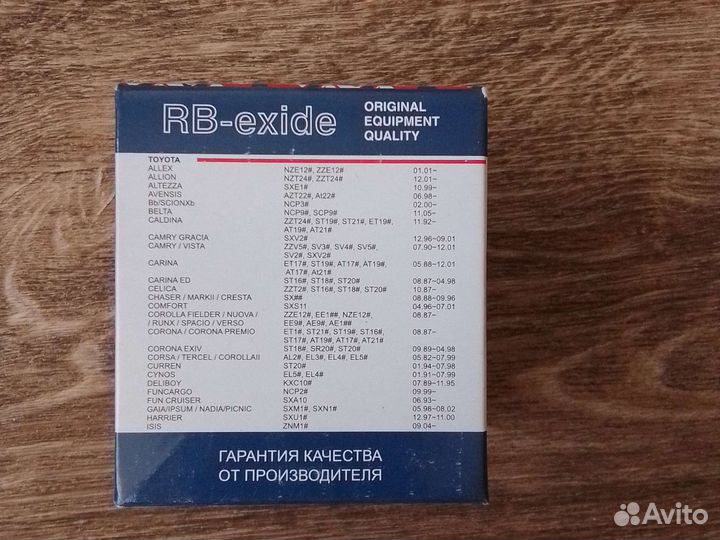 RB-exide
ORIGINAL
EQUIPMENT
QUALITY
TOYOTA
ALLEX NZE12#, ZZE12# 01.01–
ALLION NZT24#, ZZT24# 12.01–
ALTEZZA SXE1# 10.99–
AVENSIS AZT22#, At22# 06.98–
Bb/SCIONXb NCP3# 02.00–
BELTA NCP9#, SCP9# 11.05–
CALDINA ZZT24#, ST19#, ST21#, ET19#, 11.92–
AT19#, AT21#
CAMRY GRACIA SXV2# 12.96-09.01
CAMRY / VISTA ZZV5#, SV3#, SV4#, SV5#, 07.90-12.01
SV2#, SXV2#
CARINA ET17#, ST19#, AT17#, AT19#, 05.88-12.01
AT17#, At21#
CARINA ED ST16#, ST18#, ST20# 08.87-04.98
CELICA ZZT2#, ST16#, ST18#, ST20# 10.87–
CHASER / MARKII / CRESTA SX## 08.88-09.96
COMFORT SXS11 04.96-07.01
COROLLA FIELDER / NUOVA / ZZE12#, EE1##, NZE12#, 08.87–
/ RUNX / SPACIO / VERSO EE9#, AE9#, AE1##
CORONA / CORONA PREMIO ET1#, ST21#, ST19#, ST16#, 08.87–
ST17#, AT19#, AT17#, AT21#
CORONA EXIV ST18#, SR20#, ST20# 09.89-04.98
CORSA / TERCEL / COROLLAII AL2#, EL3#, EL4#, EL5# 05.82-07.99
CURREN ST20# 01.94-07.98
CYNOS EL5#, EL4# 01.91-07.99
DELIBOY KXC10# 07.89-11.95
FUNCARGO NCP2# 09.99–
FUN CRUISER SXA10 06.93–
GAIA/IPSUM / NADIA/PICNIC SXM1#, SXN1# 05.98-08.02
HARRIER SXU1# 12.97-11.00
ISIS ZNM1# 09.04–
ГАРАНТИЯ КАЧЕСТВА
ОТ ПРОИЗВОДИТЕЛЯ
Avito